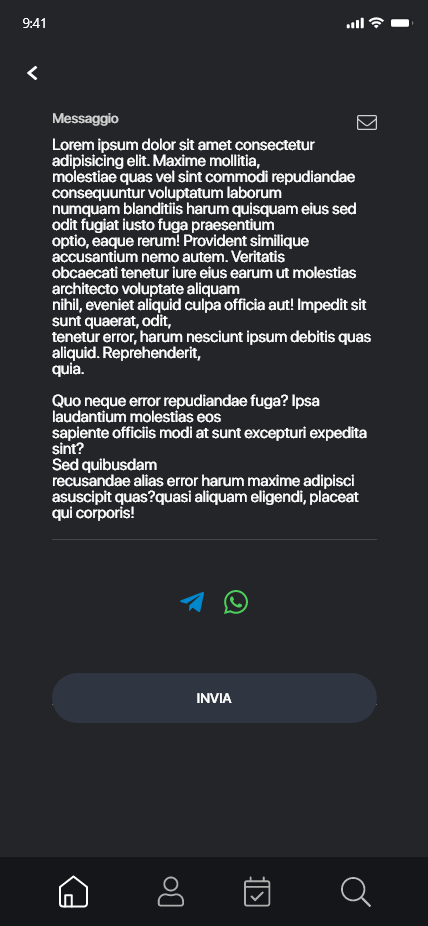 9:41
Messaggio
Lorem ipsum dolor sit amet consectetur
adipisicing elit. Maxime mollitia,
molestiae quas vel sint commodi repudiandae
consequuntur voluptatum laborum
numquam blanditiis harum quisquam eius sed
odit fugiat iusto fuga praesentium
optio, eaque rerum! Provident similique
accusantium nemo autem. Veritatis
obcaecati tenetur iure eius earum ut molestias
architecto voluptate aliquam
nihil, eveniet aliquid culpa officia aut! Impedit sit
sunt quaerat, odit,
tenetur error, harum nesciunt ipsum debitis quas
aliquid. Reprehenderit,
quia.
Quo neque error repudiandae fuga? Ipsa
laudantium molestias eos
sapiente officiis modi at sunt excepturi expedita
sint?
Sed quibusdam
recusandae alias error harum maxime adipisci
asuscipit quas?quasi aliquam eligendi, placeat
qui corporis!
INVIA